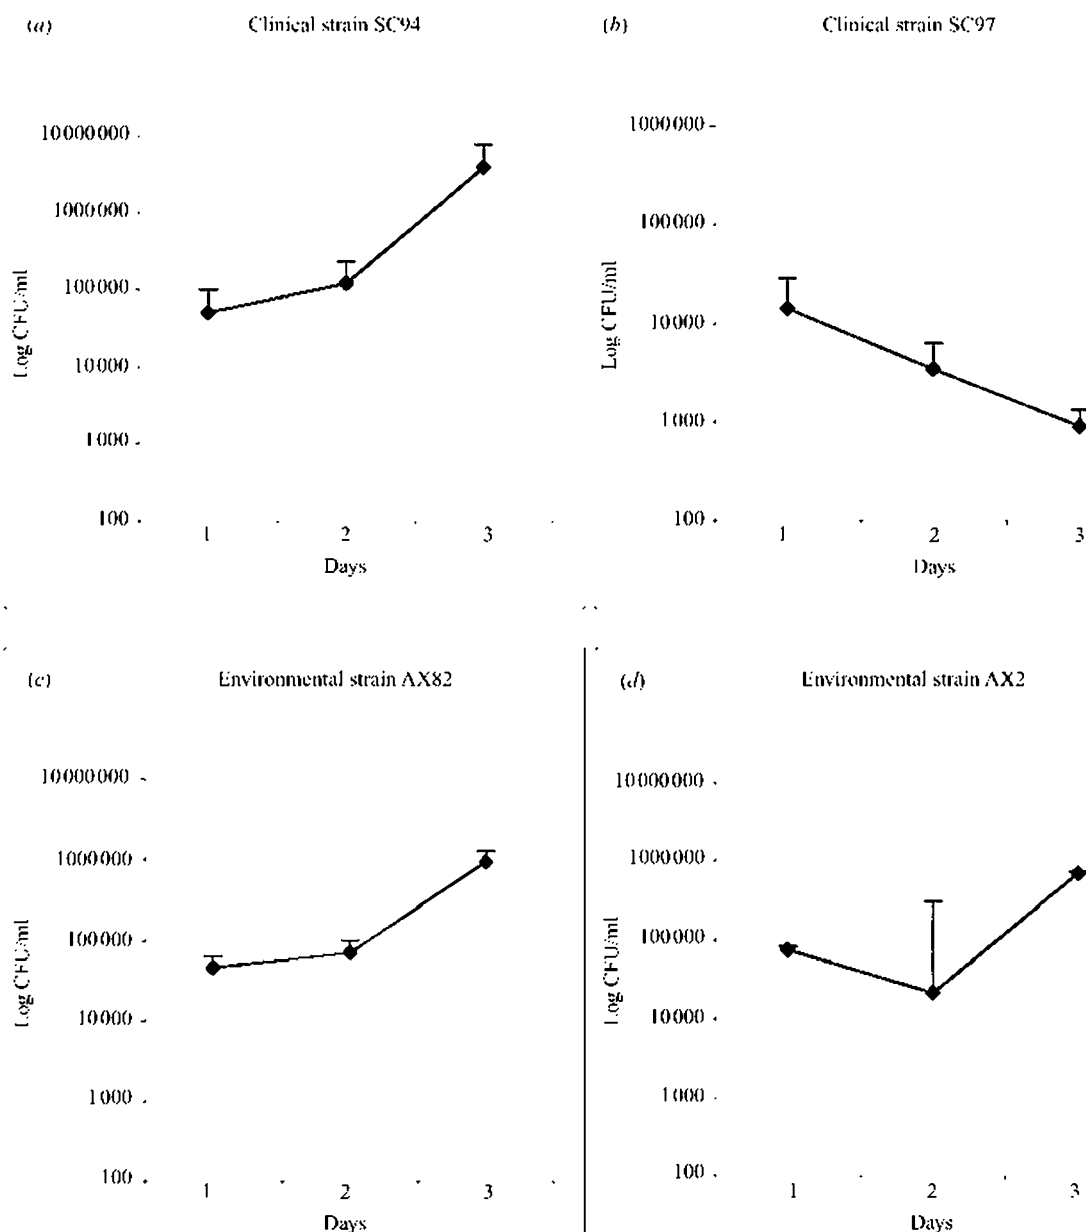 (a) Clinical strain SC94
10000000
1000000
100000
10000
1000
100
Log CFU/ml
1 2 3
Days
(b) Clinical strain SC97
1000000
100000
10000
1000
100
Log CFU/ml
1 2 3
Days
(c) Environmental strain AX82
10000000
1000000
100000
10000
1000
100
Log CFU/ml
1 2 3
Days
(d) Environmental strain AX2
10000000
1000000
100000
10000
1000
100
Log CFU/ml
1 2 3
Days